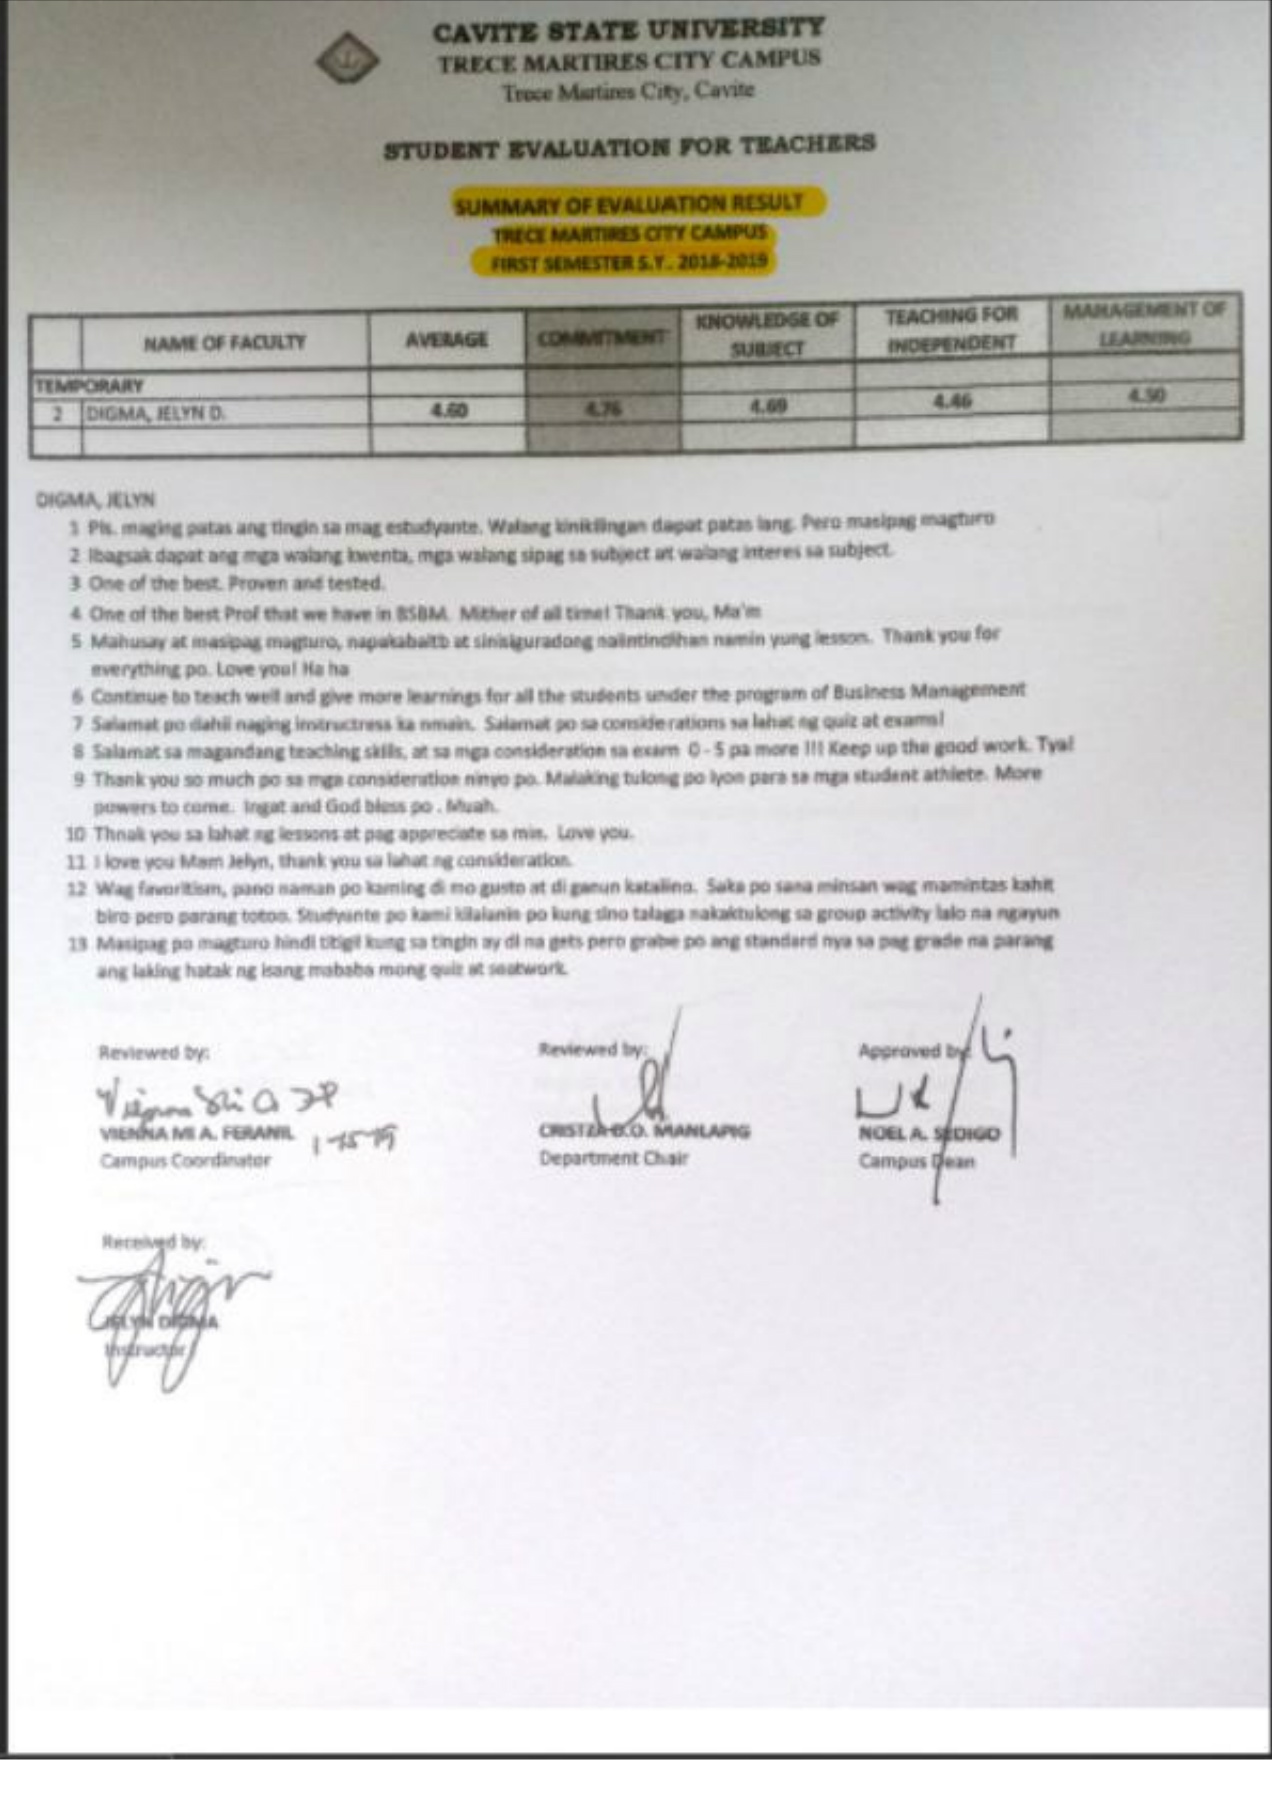 CAVITE STATE UNIVERSITY
TRECE MARTIRES CITY CAMPUS
Trece Martires City, Cavite
STUDENT EVALUATION FOR TEACHERS
SUMMARY OF EVALUATION RESULT
TRECE MARTIRES CITY CAMPUS
FIRST SEMESTER S.Y. 2018-2019
NAME OF FACULTY AVERAGE COMMITMENT KNOWLEDGE OF SUBJECT TEACHING FOR INDEPENDENT MANAGEMENT OF LEARNING
TEMPORARY
2 DIGMA, JELYN D. 4.60 4.76 4.69 4.46 4.50
DIGMA, JELYN
1 Pls. maging patas ang tingin sa mag estudyante. Walang kinikilingan dapat patas lang. Pero masipag magturo
2 Ibagsak dapat ang mga walang kwenta, mga walang sipag sa subject at walang interes sa subject.
3 One of the best. Proven and tested.
4 One of the best Prof that we have in BSBM. Mither of all time! Thank you, Ma'm
5 Mahusay at masipag magturo, napakabaitb at sinisiguradong naiintindihan namin yung lesson. Thank you for
everything po. Love you! Ha ha
6 Continue to teach well and give more learnings for all the students under the program of Business Management
7 Salamat po dahil naging instructress ka nmain. Salamat po sa considerations sa lahat ng quiz at exams!
8 Salamat sa magandang teaching skills, at sa mga consideration sa exam 0 - 5 pa more !!! Keep up the good work. Tya!
9 Thank you so much po sa mga consideration ninyo po. Malaking tulong po iyon para sa mga student athlete. More
powers to come. Ingat and God bless po . Muah.
10 Thnak you sa lahat ng lessons at pag appreciate sa min. Love you.
11 I love you Mam Jelyn, thank you sa lahat ng consideration.
12 Wag favoritism, pano naman po kaming di mo gusto at di ganun katalino. Saka po sana minsan wag mamintas kahit
biro pero parang totoo. Studyante po kami kilalanin po kung sino talaga nakaktulong sa group activity lalo na ngayun
13 Masipag po magturo hindi titigil kung sa tingin ay di na gets pero grabe po ang standard nya sa pag grade na parang
ang laking hatak ng isang mababa mong quiz at seatwork.
Reviewed by: Reviewed by: Approved by:
VIENNA MI A. FERANIL CRISTZA O.O. MANLAPIG NOEL A. SEDIGO
Campus Coordinator Department Chair Campus Dean
Received by:
JELYN DIGMA
Instructor